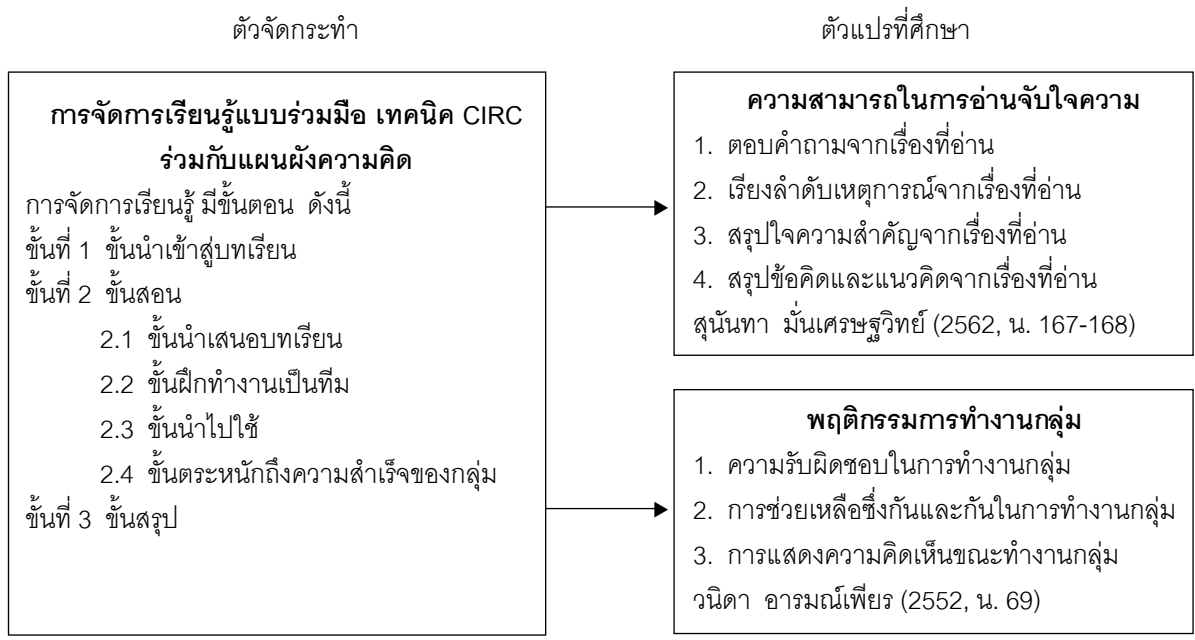 ตัวจัดกระทำ
การจัดการเรียนรู้แบบร่วมมือ เทคนิค CIRC
ร่วมกับแผนผังความคิด
การจัดการเรียนรู้ มีขั้นตอน ดังนี้
ขั้นที่ 1 ขั้นนำเข้าสู่บทเรียน
ขั้นที่ 2 ขั้นสอน
2.1 ขั้นนำเสนอบทเรียน
2.2 ขั้นฝึกทำงานเป็นทีม
2.3 ขั้นนำไปใช้
2.4 ขั้นตระหนักถึงความสำเร็จของกลุ่ม
ขั้นที่ 3 ขั้นสรุป
ตัวแปรที่ศึกษา
ความสามารถในการอ่านจับใจความ
1. ตอบคำถามจากเรื่องที่อ่าน
2. เรียงลำดับเหตุการณ์จากเรื่องที่อ่าน
3. สรุปใจความสำคัญจากเรื่องที่อ่าน
4. สรุปข้อคิดและแนวคิดจากเรื่องที่อ่าน
สุนันทา มั่นเศรษฐวิทย์ (2562, น. 167-168)
พฤติกรรมการทำงานกลุ่ม
1. ความรับผิดชอบในการทำงานกลุ่ม
2. การช่วยเหลือซึ่งกันและกันในการทำงานกลุ่ม
3. การแสดงความคิดเห็นขณะทำงานกลุ่ม
วนิดา อารมณ์เพียร (2552, น. 69)